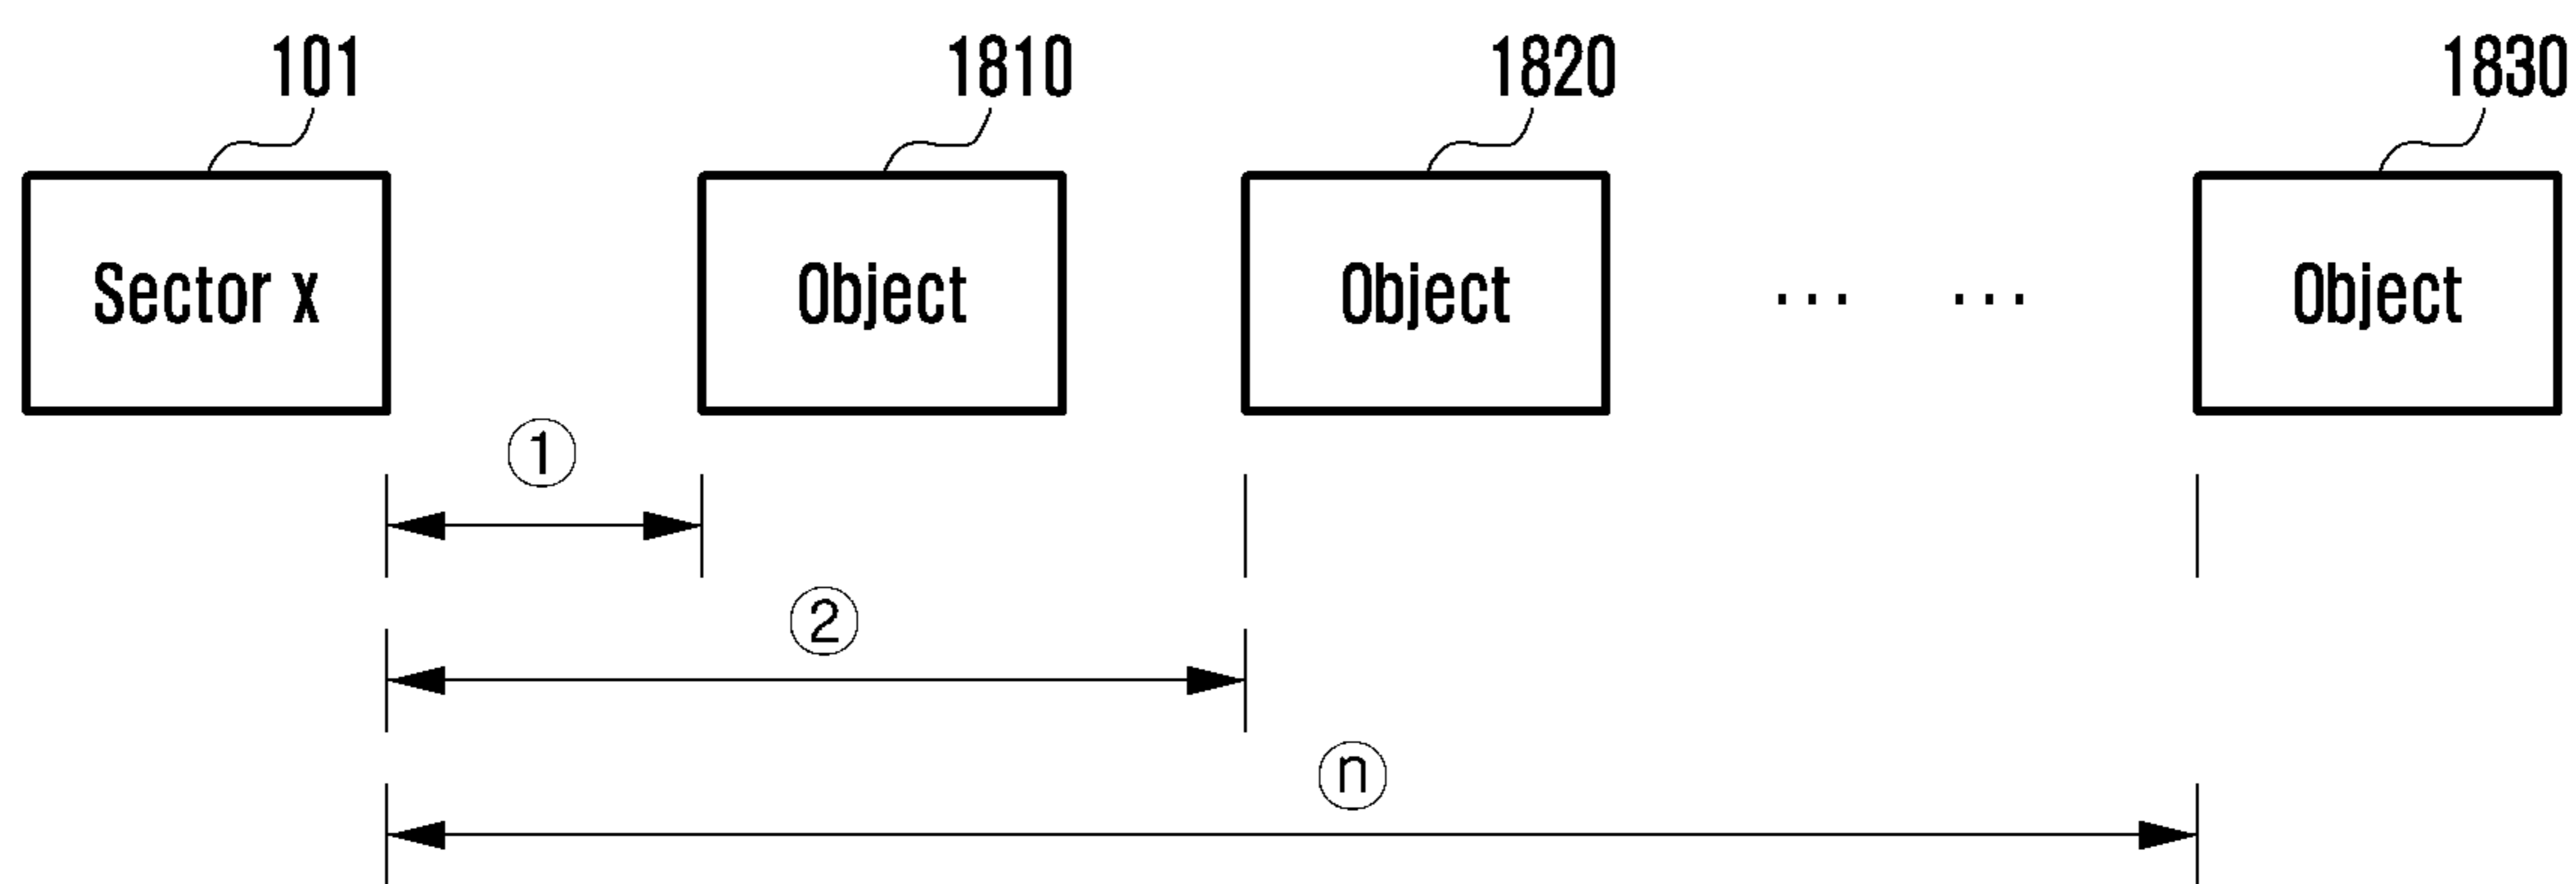 101 1810 1820 1830
Sector x Object Object ... ... Object
①
②
ⓝ